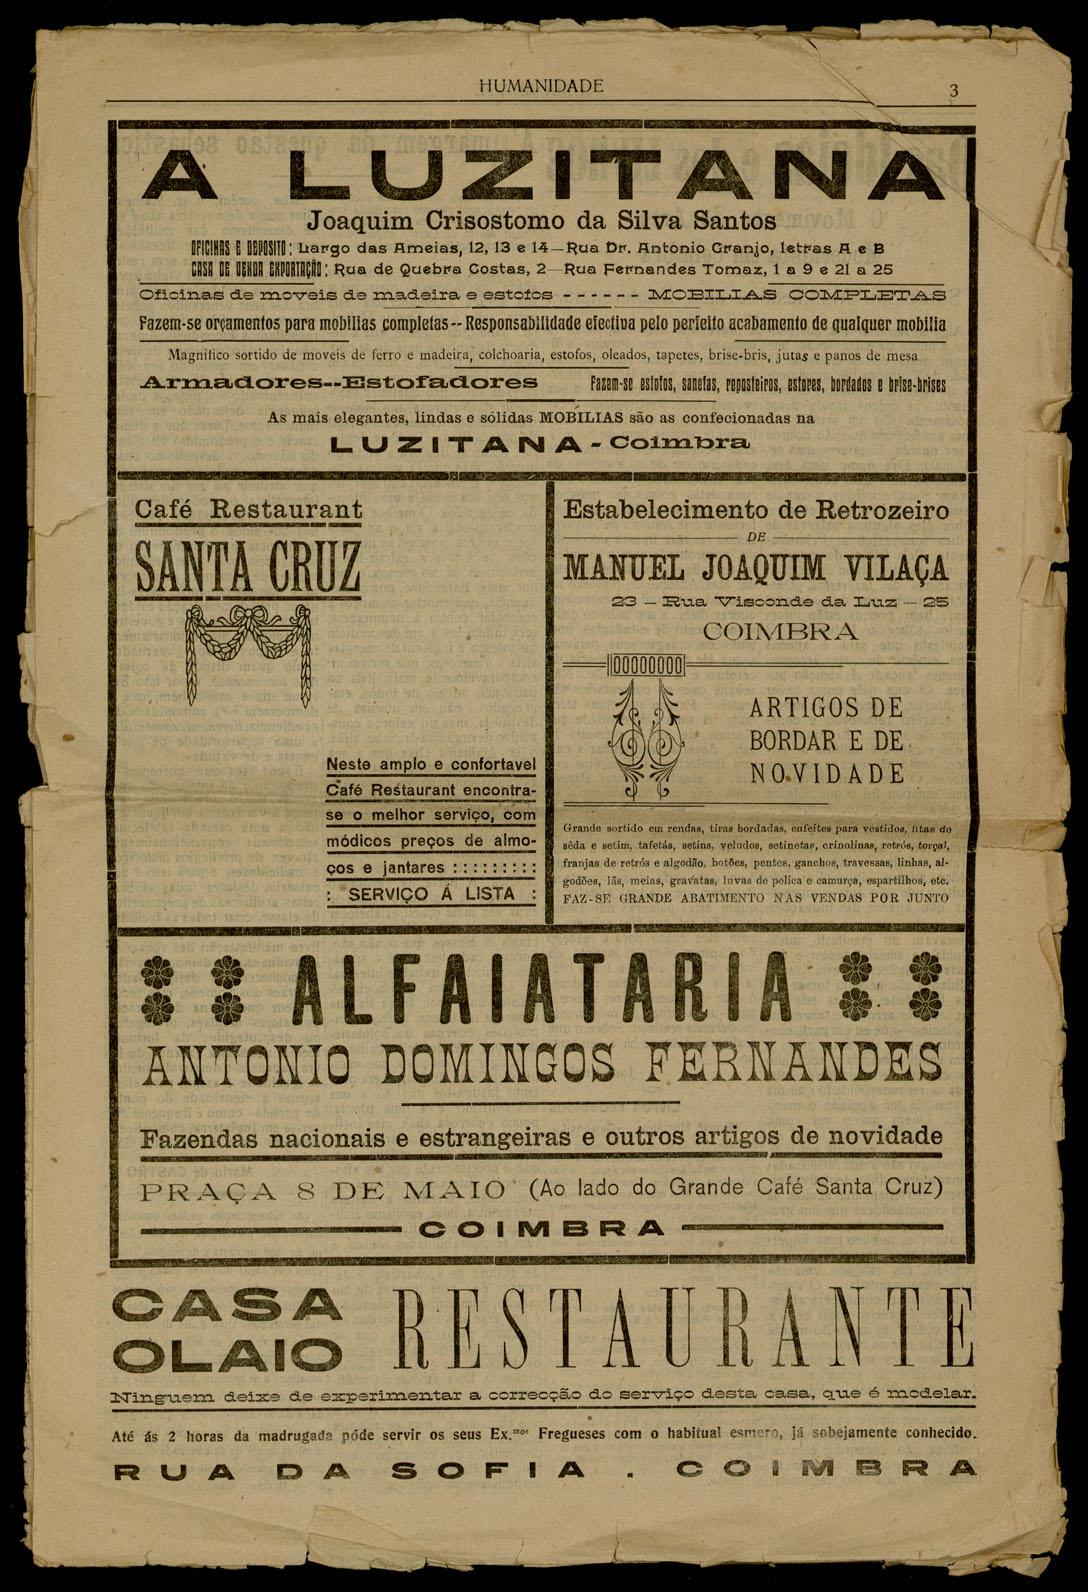 HUMANIDADE 3
A LUZITANA
Joaquim Crisostomo da Silva Santos
OFICINAS E DEPOSITO: Largo das Ameias, 12, 13 e 14—Rua Dr. Antonio Granjo, letras A e B
CASA DE VENDA EXPORTAÇÃO: Rua de Quebra Costas, 2—Rua Fernandes Tomaz, 1 a 9 e 21 a 25
Oficinas de moveis de madeira e estofos - - - - - - MOBILIAS COMPLETAS
Fazem-se orçamentos para mobilias completas--Responsabilidade efectiva pelo perfeito acabamento de qualquer mobilia
Magnifico sortido de moveis de ferro e madeira, colchoaria, estofos, oleados, tapetes, brise-bris, jutas e panos de mesa
Armadores--Estofadores Fazem-se estofos, sanefas, reposteiros, estores, bordados e brise-brises
As mais elegantes, lindas e sólidas MOBÍLIAS são as confecionadas na
LUZITANA-Coimbra
Café Restaurant
SANTA CRUZ
Neste amplo e confortavel
Café Restaurant encontra-
se o melhor serviço, com
módicos preços de almo-
ços e jantares : : : : : : : : :
: SERVIÇO Á LISTA :
Estabelecimento de Retrozeiro
DE
MANUEL JOAQUIM VILAÇA
23 — Rua Visconde da Luz — 25
COIMBRA
ARTIGOS DE
BORDAR E DE
NOVIDADE
Grande sortido em rendas, tiras bordadas, enfeites para vestidos, fitas de
sêda e setim, tafetás, setins, veludos, setinetas, crinolinas, retrós, torçal,
franjas de retrós e algodão, botões, pentes, ganchos, travessas, linhas, al-
godões, lãs, meias, gravatas, luvas de pelica e camurça, espartilhos, etc.
FAZ-SE GRANDE ABATIMENTO NAS VENDAS POR JUNTO
ALFAIATARIA
ANTONIO DOMINGOS FERNANDES
Fazendas nacionais e estrangeiras e outros artigos de novidade
PRAÇA 8 DE MAIO (Ao lado do Grande Café Santa Cruz)
COIMBRA
CASA OLAIO RESTAURANTE
Ninguem deixe de experimentar a correcção do serviço desta casa, que é modelar.
Até ás 2 horas da madrugada póde servir os seus Ex.mos Fregueses com o habitual esmero, já sobejamente conhecido.
RUA DA SOFIA . COIMBRA